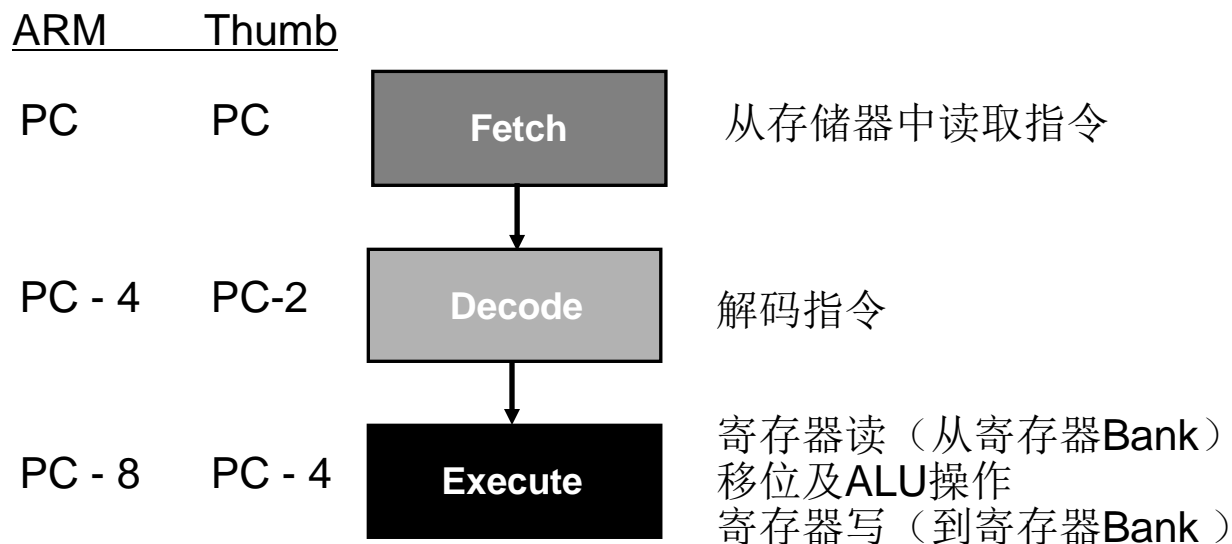 ARM Thumb
PC PC Fetch 从存储器中读取指令
PC - 4 PC-2 Decode 解码指令
PC - 8 PC - 4 Execute 寄存器读（从寄存器Bank）
移位及ALU操作
寄存器写（到寄存器Bank ）